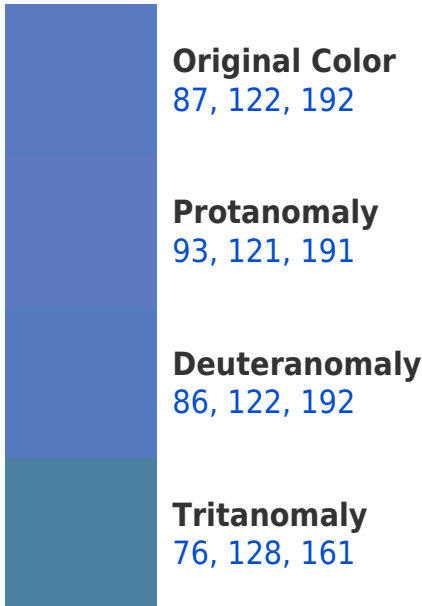 Original Color
87, 122, 192
Protanomaly
93, 121, 191
Deuteranomaly
86, 122, 192
Tritanomaly
76, 128, 161